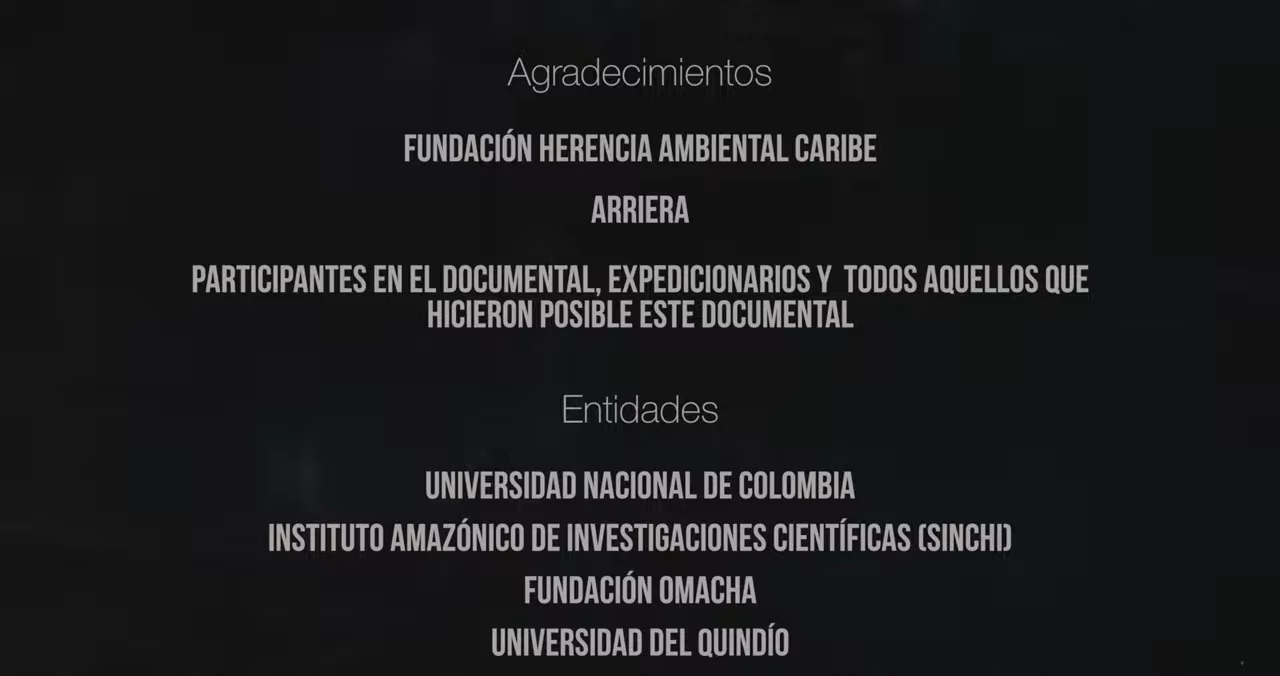 Agradecimientos
FUNDACIÓN HERENCIA AMBIENTAL CARIBE
ARRIERA
PARTICIPANTES EN EL DOCUMENTAL, EXPEDICIONARIOS Y TODOS AQUELLOS QUE
HICIERON POSIBLE ESTE DOCUMENTAL
Entidades
UNIVERSIDAD NACIONAL DE COLOMBIA
INSTITUTO AMAZÓNICO DE INVESTIGACIONES CIENTÍFICAS (SINCHI)
FUNDACIÓN OMACHA
UNIVERSIDAD DEL QUINDÍO